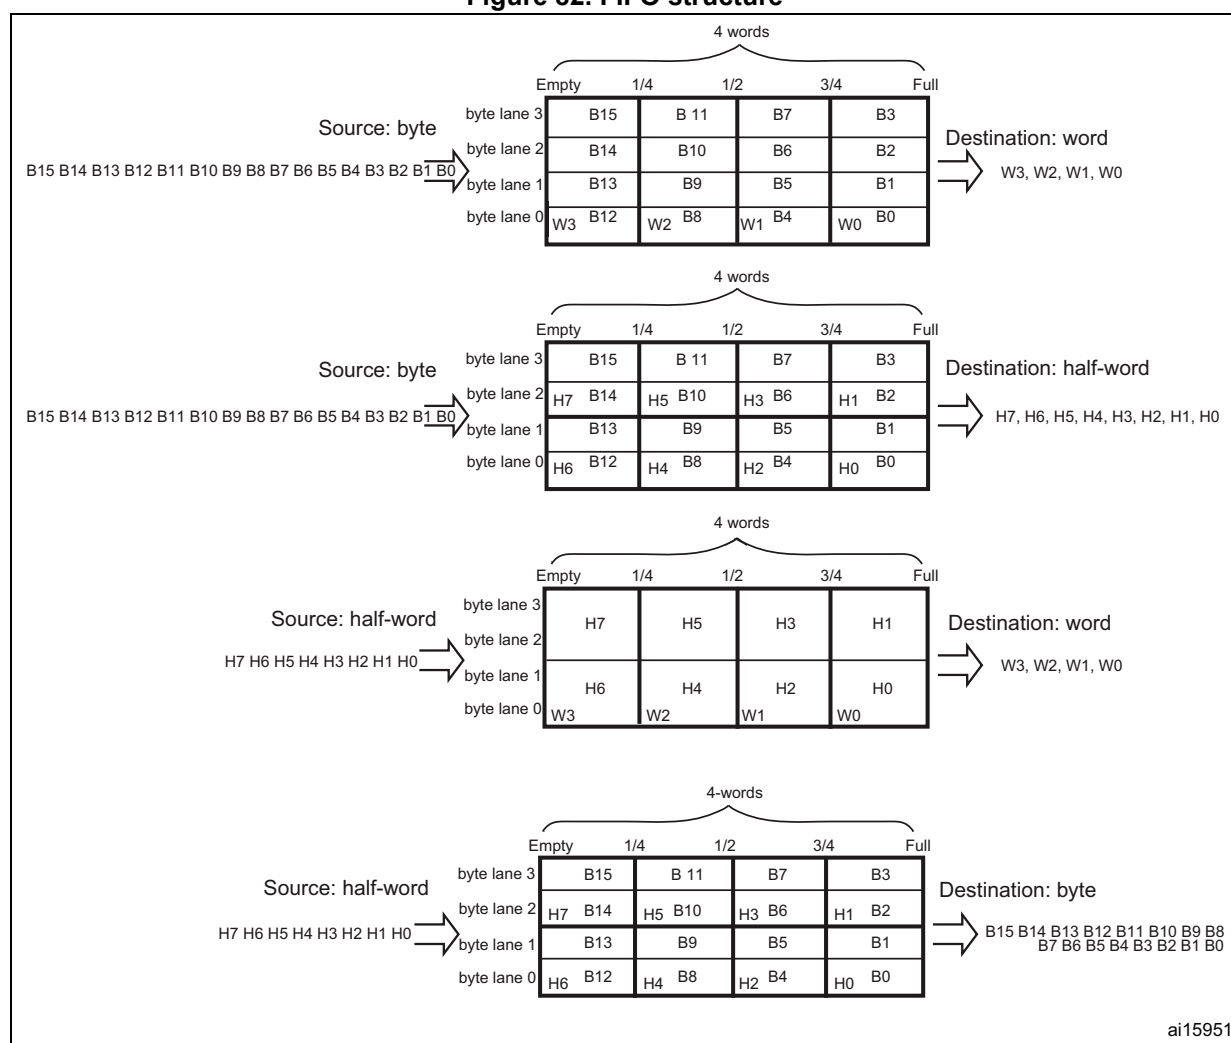 4 words
Empty 1/4 1/2 3/4 Full
byte lane 3 B15 B 11 B7 B3
Source: byte
Destination: word
byte lane 2 B14 B10 B6 B2
B15 B14 B13 B12 B11 B10 B9 B8 B7 B6 B5 B4 B3 B2 B1 B0
W3, W2, W1, W0
byte lane 1 B13 B9 B5 B1
byte lane 0 W3 B12 W2 B8 W1 B4 W0 B0
4 words
Empty 1/4 1/2 3/4 Full
byte lane 3 B15 B 11 B7 B3
Source: byte
Destination: half-word
byte lane 2 H7 B14 H5 B10 H3 B6 H1 B2
B15 B14 B13 B12 B11 B10 B9 B8 B7 B6 B5 B4 B3 B2 B1 B0
H7, H6, H5, H4, H3, H2, H1, H0
byte lane 1 B13 B9 B5 B1
byte lane 0 H6 B12 H4 B8 H2 B4 H0 B0
4 words
Empty 1/4 1/2 3/4 Full
byte lane 3
Source: half-word
H7 H5 H3 H1
Destination: word
byte lane 2
H7 H6 H5 H4 H3 H2 H1 H0
W3, W2, W1, W0
byte lane 1
H6 H4 H2 H0
byte lane 0 W3 W2 W1 W0
4-words
Empty 1/4 1/2 3/4 Full
byte lane 3 B15 B 11 B7 B3
Source: half-word
Destination: byte
byte lane 2 H7 B14 H5 B10 H3 B6 H1 B2
H7 H6 H5 H4 H3 H2 H1 H0
B15 B14 B13 B12 B11 B10 B9 B8
B7 B6 B5 B4 B3 B2 B1 B0
byte lane 1 B13 B9 B5 B1
byte lane 0 H6 B12 H4 B8 H2 B4 H0 B0
ai15951